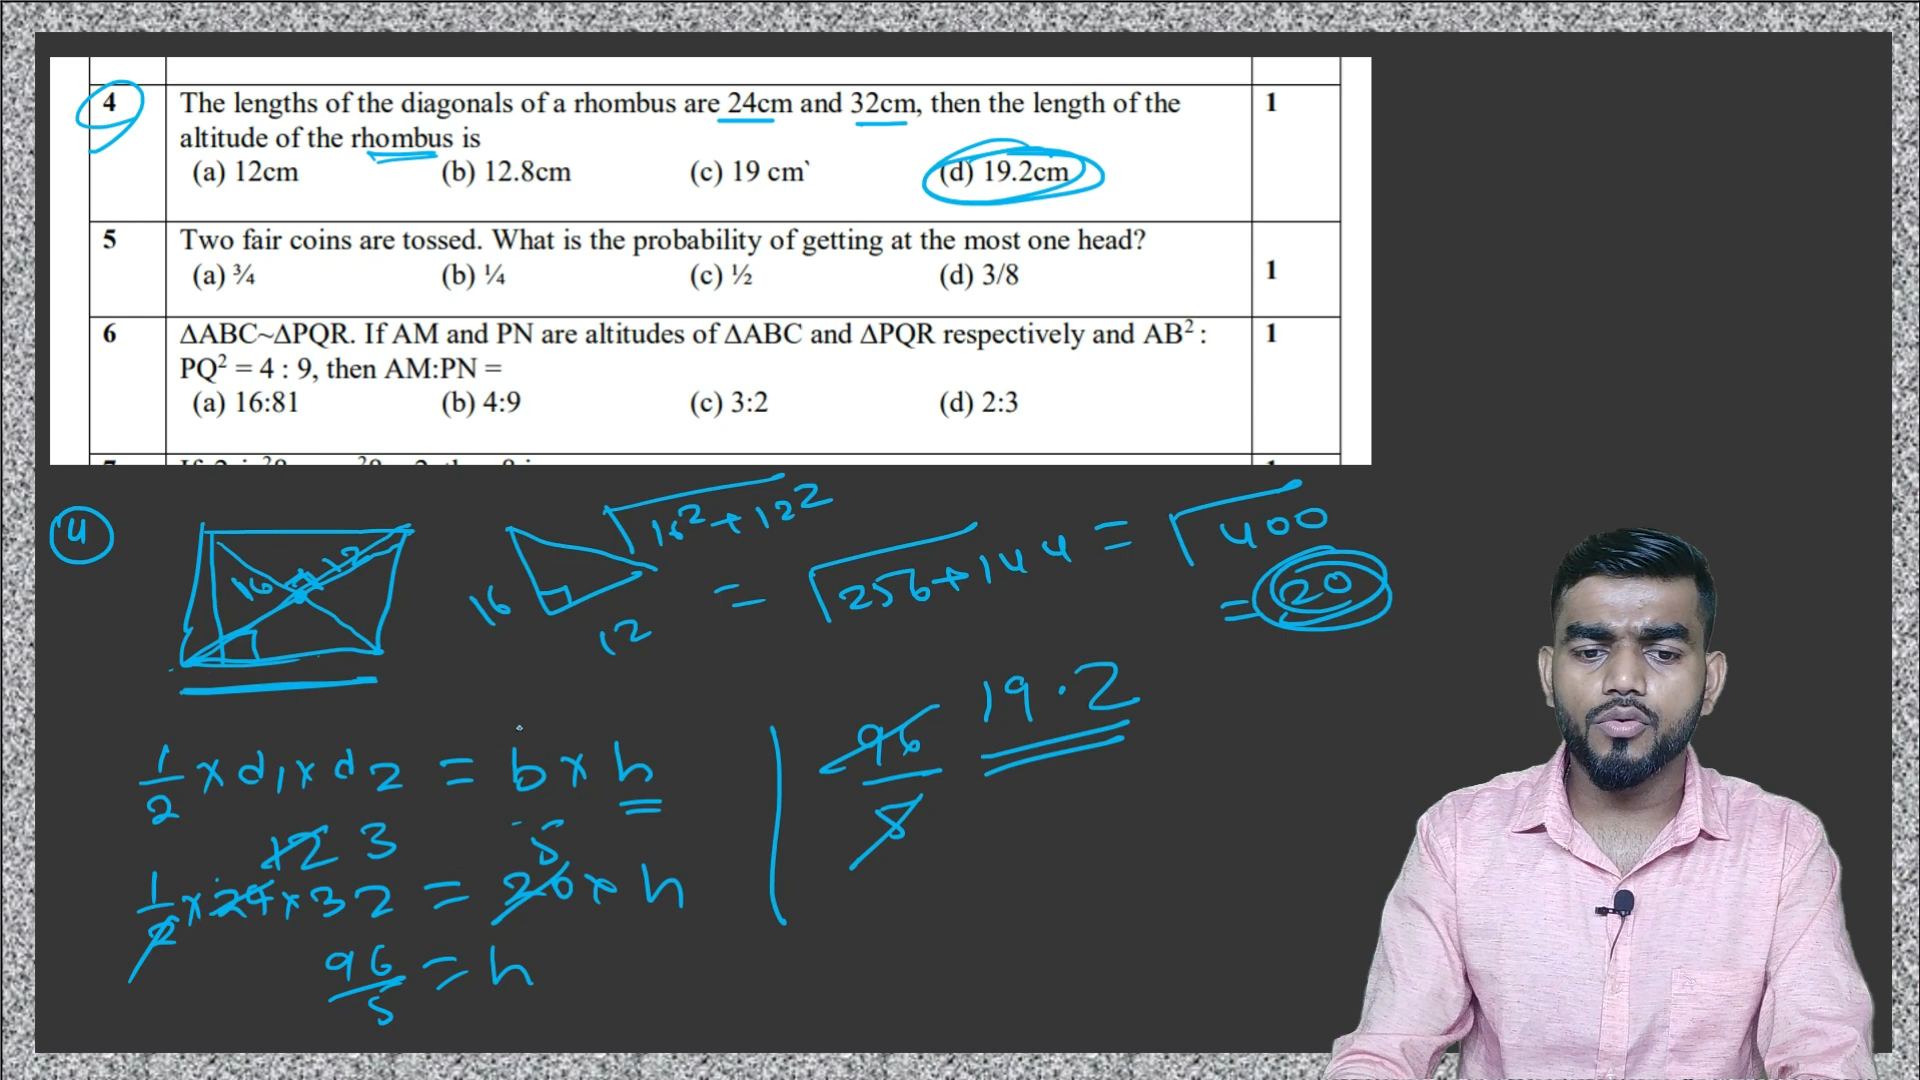 4 The lengths of the diagonals of a rhombus are 24cm and 32cm, then the length of the 1
altitude of the rhombus is
(a) 12cm (b) 12.8cm (c) 19 cm` (d) 19.2cm
5 Two fair coins are tossed. What is the probability of getting at the most one head?
(a) ¾ (b) ¼ (c) ½ (d) 3/8 1
6 ΔABC~ΔPQR. If AM and PN are altitudes of ΔABC and ΔPQR respectively and AB² : 1
PQ² = 4 : 9, then AM:PN =
(a) 16:81 (b) 4:9 (c) 3:2 (d) 2:3
4
16 12
16
12
√16²+12²
= √256+144 = √400
= 20
1/2 x d1 x d2 = b x h
12 3 5
1/2 x 24 x 32 = 20 x h
96/5 = h
96/5 19.2